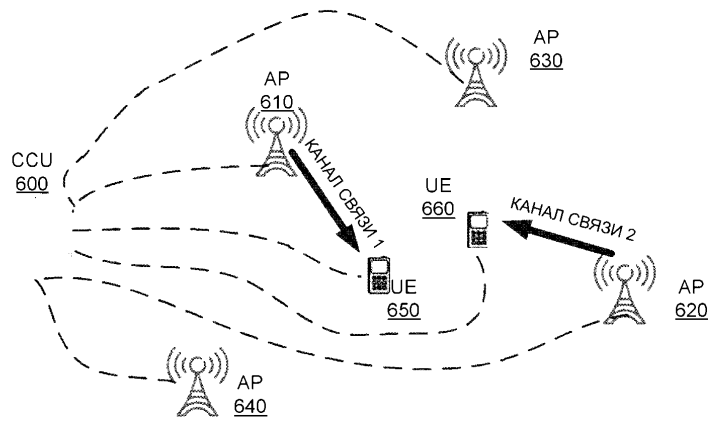 AP
630
AP
610
CCU
600
КАНАЛ СВЯЗИ 1
UE
660
КАНАЛ СВЯЗИ 2
UE
650
AP
620
AP
640